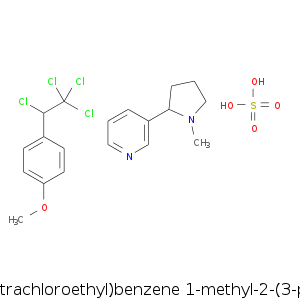 Cl Cl OH
Cl HO S O
Cl
N O
CH3
N
O
H3C
trachloroethyl)benzene 1-methyl-2-(3-p